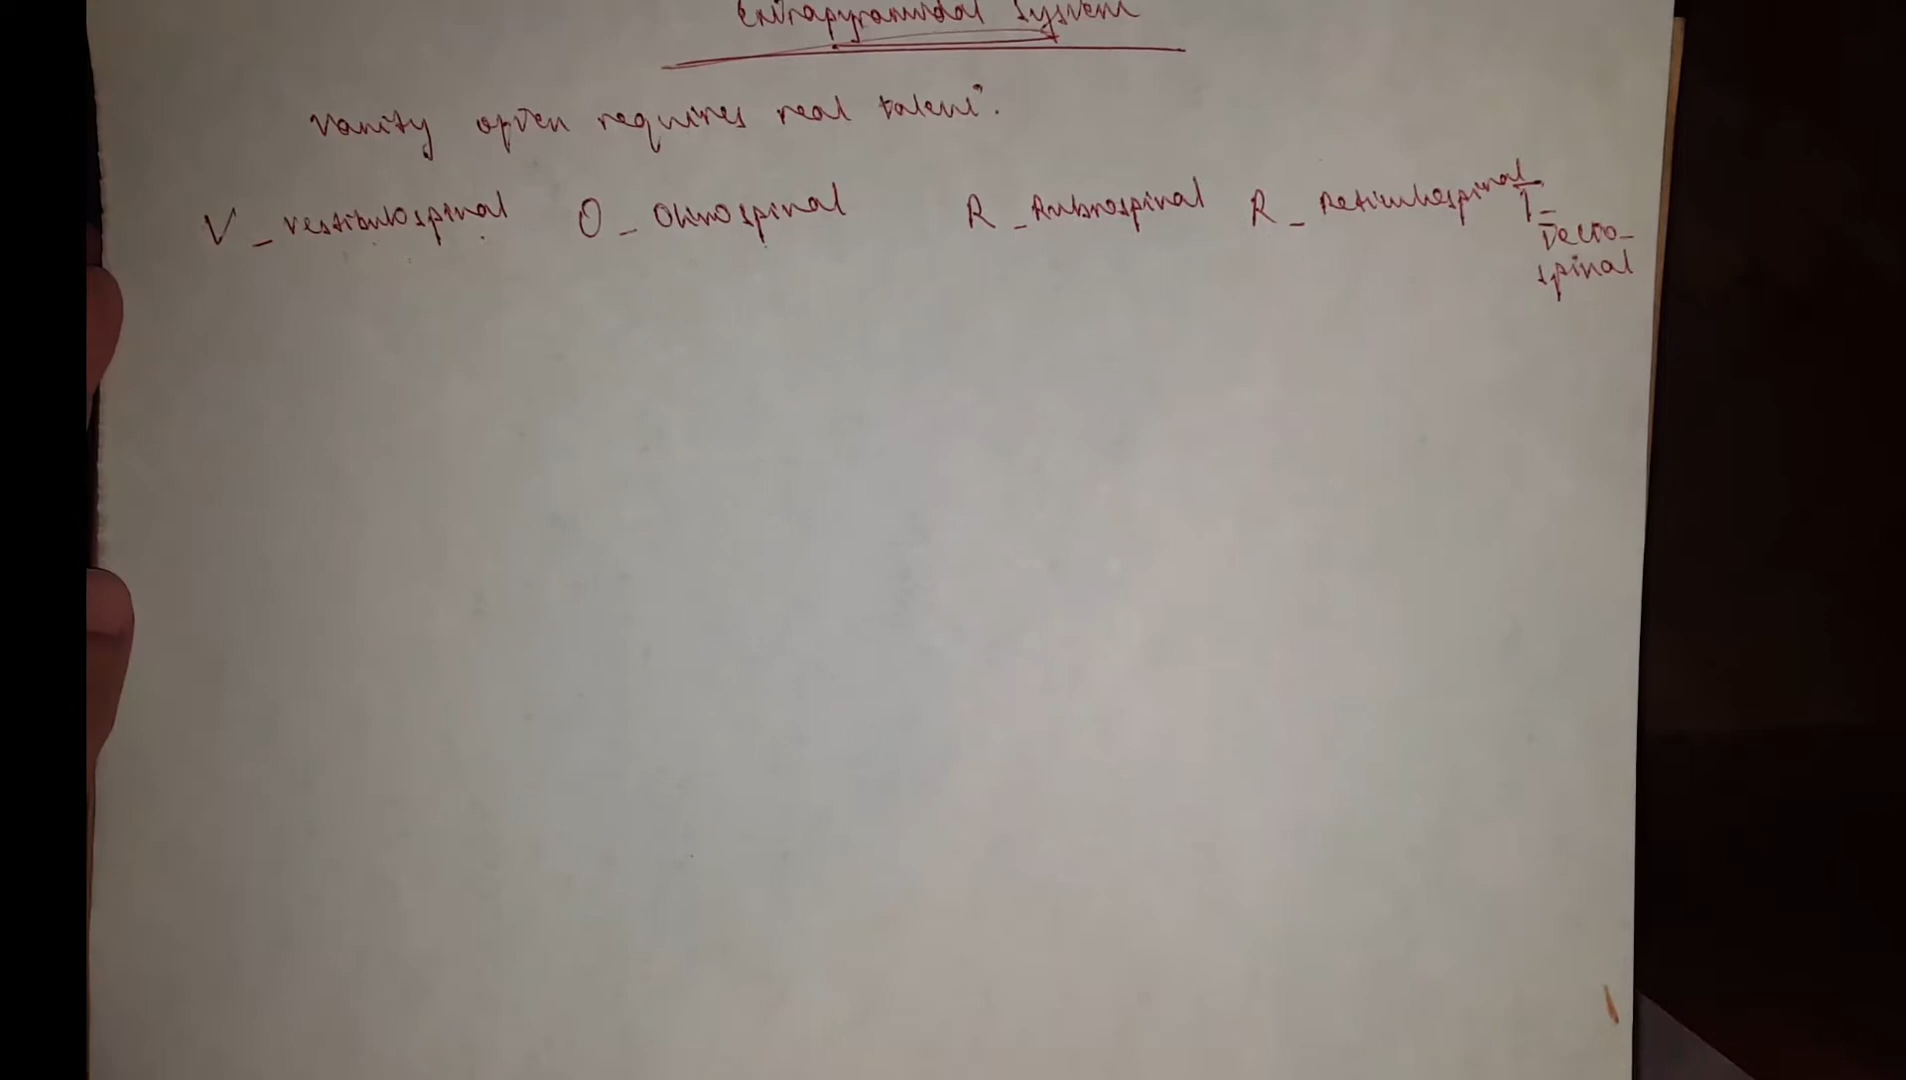 Extrapyramidal System
Vanity often requires real talent".
V - Vestibulospinal O - Olivospinal R - Rubrospinal R - Reticulospinal T - Tecto-
spinal